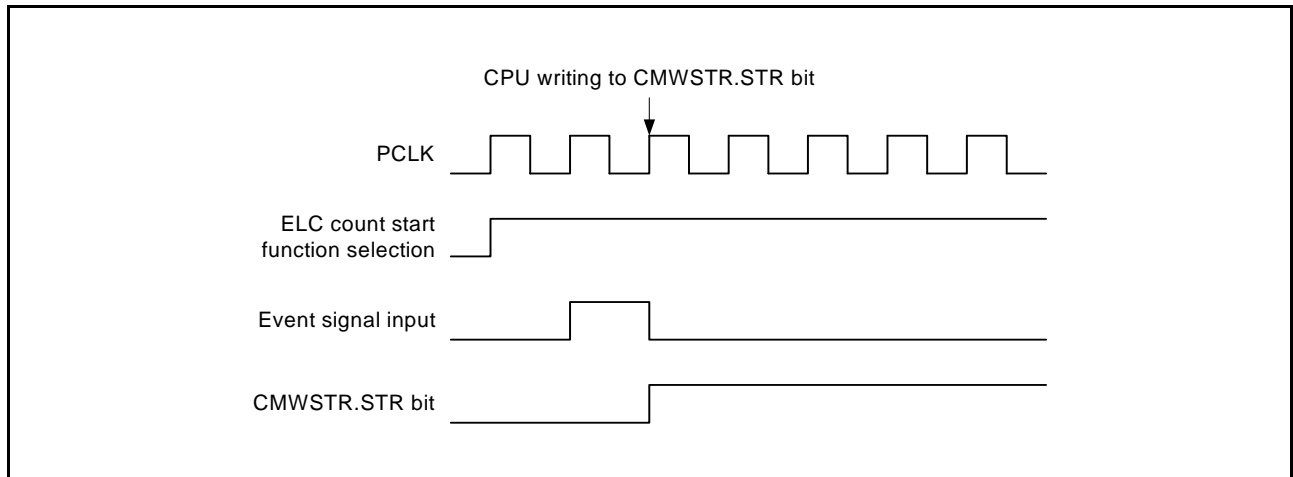 CPU writing to CMWSTR.STR bit
PCLK
ELC count start
function selection
Event signal input
CMWSTR.STR bit